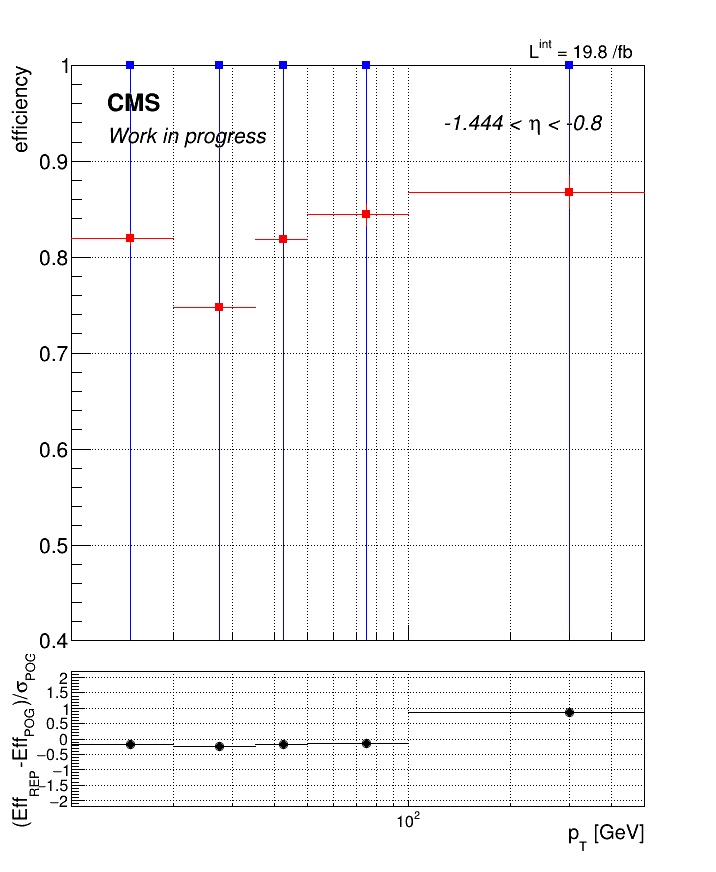 L^int = 19.8 /fb
efficiency
CMS
Work in progress
-1.444 < η < -0.8
1
0.9
0.8
0.7
0.6
0.5
0.4
(Eff_REP -Eff_POG)/σ_POG
2
1.5
1
0.5
0
−0.5
−1
−1.5
−2
10^2
p_T [GeV]